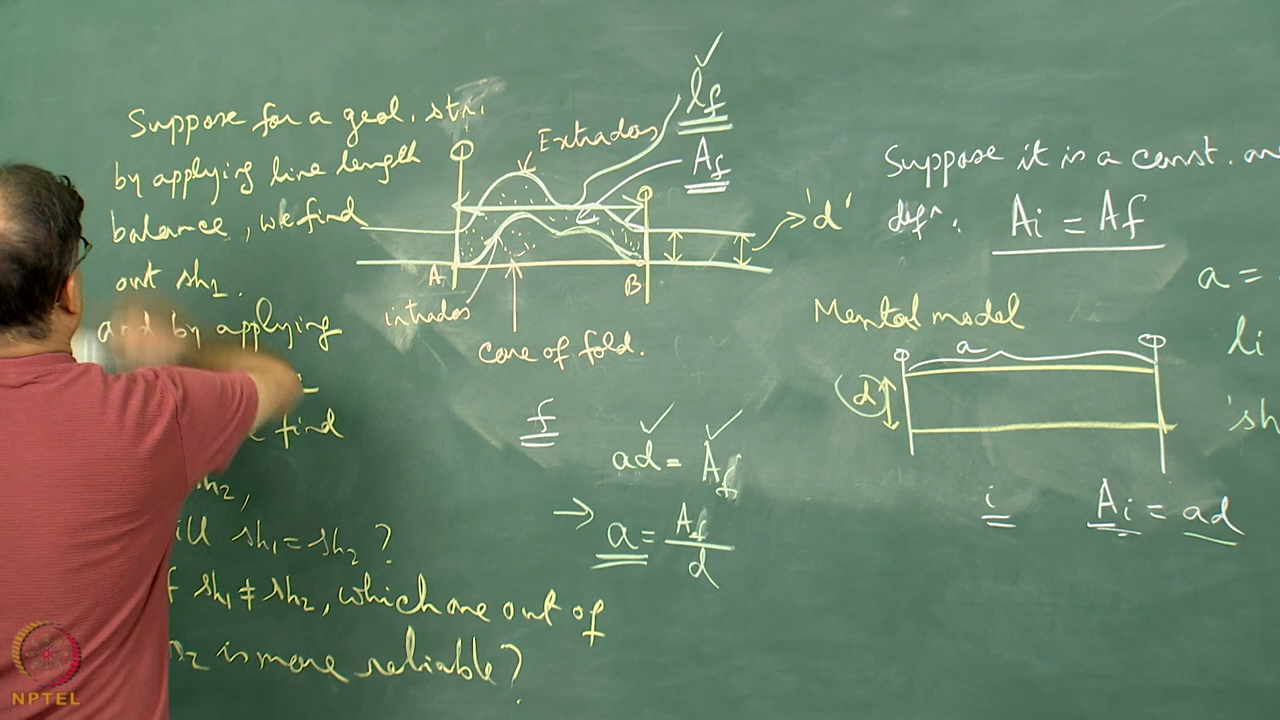 Suppose for a geol. str.
by applying line length
balance, we find
out sh1.
and by applying
find
sh2,
ill sh1 = sh2 ?
f sh1 ≠ sh2, which one out of
is more reliable ?
Extrados
lf
Af
'd'
A
B
intrados
Core of fold.
f
ad = Af
→ a = Af / d
Suppose it is a const. are
defn. Ai = Af
Mental model
a
d
i
Ai = ad
a =
li
'sh
NPTEL